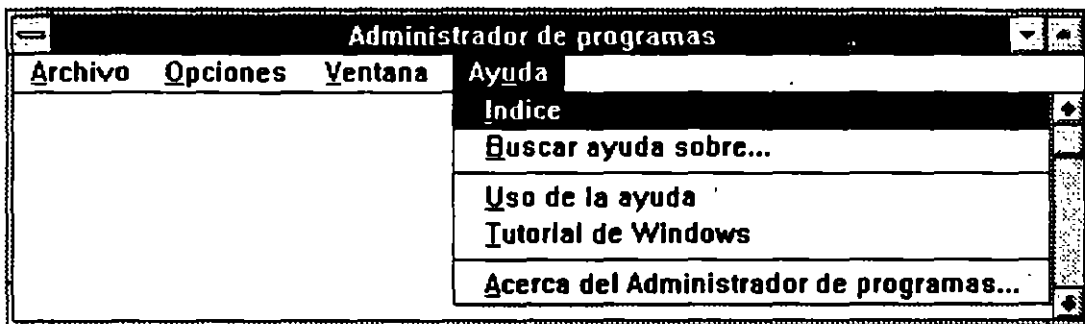 Administrador de programas
Archivo Opciones Ventana Ayuda
Indice
Buscar ayuda sobre...
Uso de la ayuda
Tutorial de Windows
Acerca del Administrador de programas...